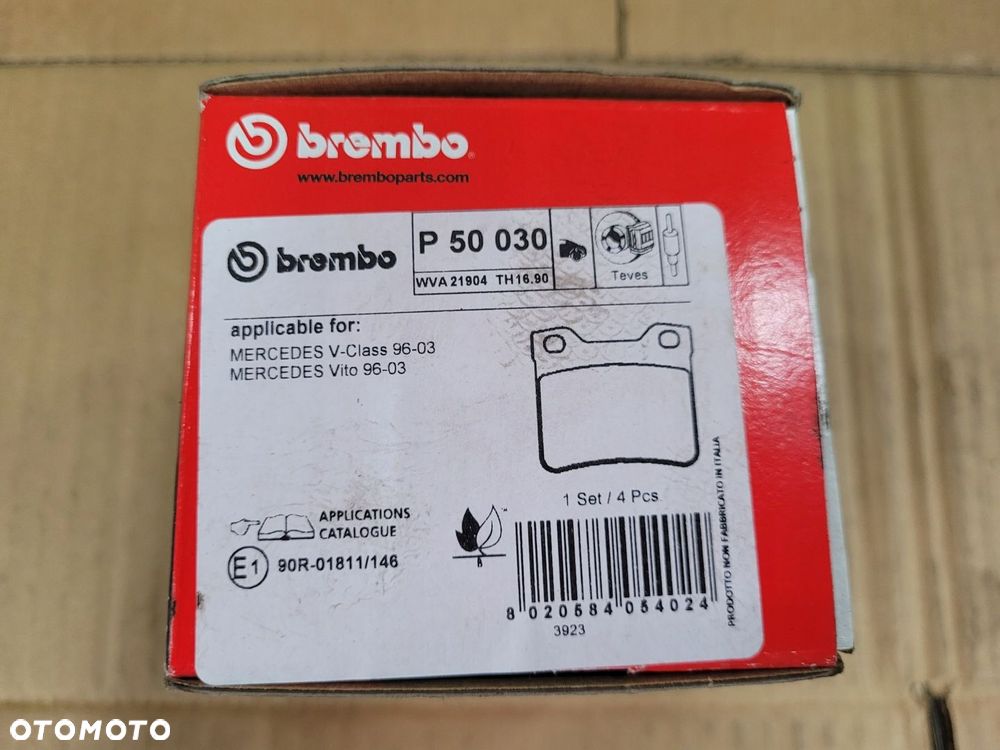 brembo
www.bremboparts.com
brembo
P 50 030
WVA 21904 TH16.90
Teves
applicable for:
MERCEDES V-Class 96-03
MERCEDES Vito 96-03
1 Set / 4 Pcs
APPLICATIONS
CATALOGUE
E1
90R-01811/146
B
8 020584 054024
3923
PRODOTTO NON FABBRICATO IN ITALIA
OTOMOTO